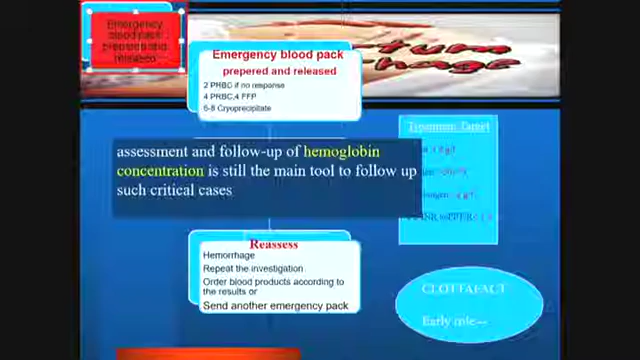 Emergency
blood pack
prepered and
released
Emergency blood pack
prepered and released
2 PRBC if no response
4 PRBC,4 FFP
6-8 Cryoprecipitate
assessment and follow-up of hemoglobin
concentration is still the main tool to follow up
such critical cases
Treatment Target
Reassess
Hemorrhage
Repeat the investigation
Order blood products according to
the results or
Send another emergency pack
CLOTTAFACT
Early role---